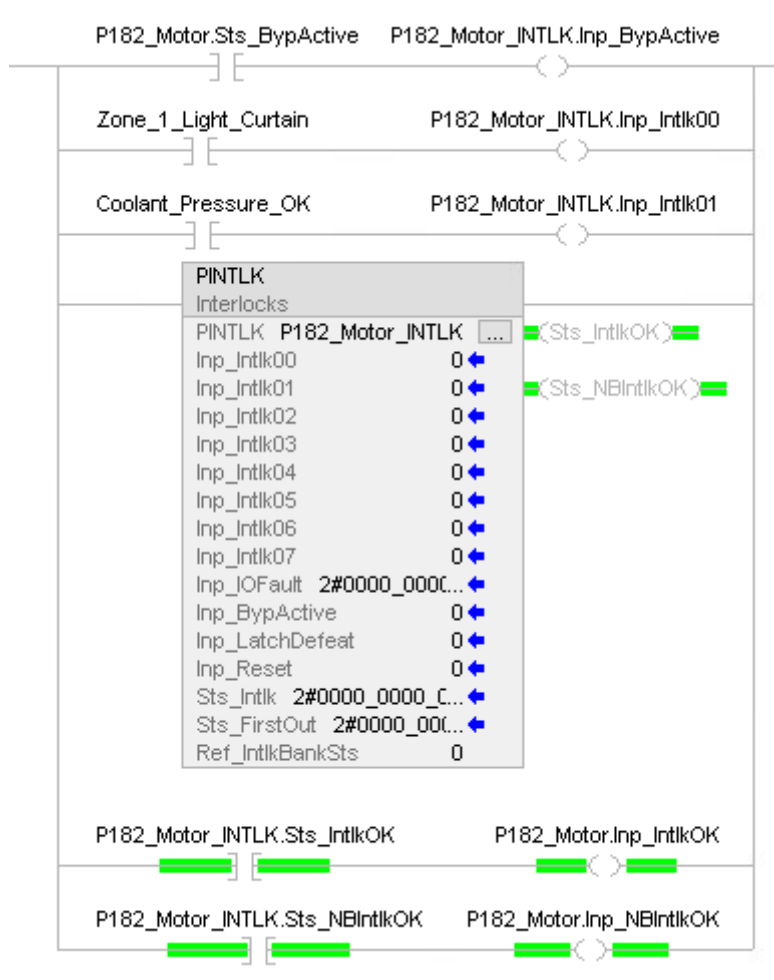 P182_Motor.Sts_BypActive P182_Motor_INTLK.Inp_BypActive
Zone_1_Light_Curtain P182_Motor_INTLK.Inp_Intlk00
Coolant_Pressure_OK P182_Motor_INTLK.Inp_Intlk01
PINTLK
Interlocks
PINTLK P182_Motor_INTLK ... Sts_IntlkOK
Inp_Intlk00 0
Inp_Intlk01 0 Sts_NBIntlkOK
Inp_Intlk02 0
Inp_Intlk03 0
Inp_Intlk04 0
Inp_Intlk05 0
Inp_Intlk06 0
Inp_Intlk07 0
Inp_IOFault 2#0000_000...
Inp_BypActive 0
Inp_LatchDefeat 0
Inp_Reset 0
Sts_Intlk 2#0000_0000_...
Sts_FirstOut 2#0000_00...
Ref_IntlkBankSts 0
P182_Motor_INTLK.Sts_IntlkOK P182_Motor.Inp_IntlkOK
P182_Motor_INTLK.Sts_NBIntlkOK P182_Motor.Inp_NBIntlkOK